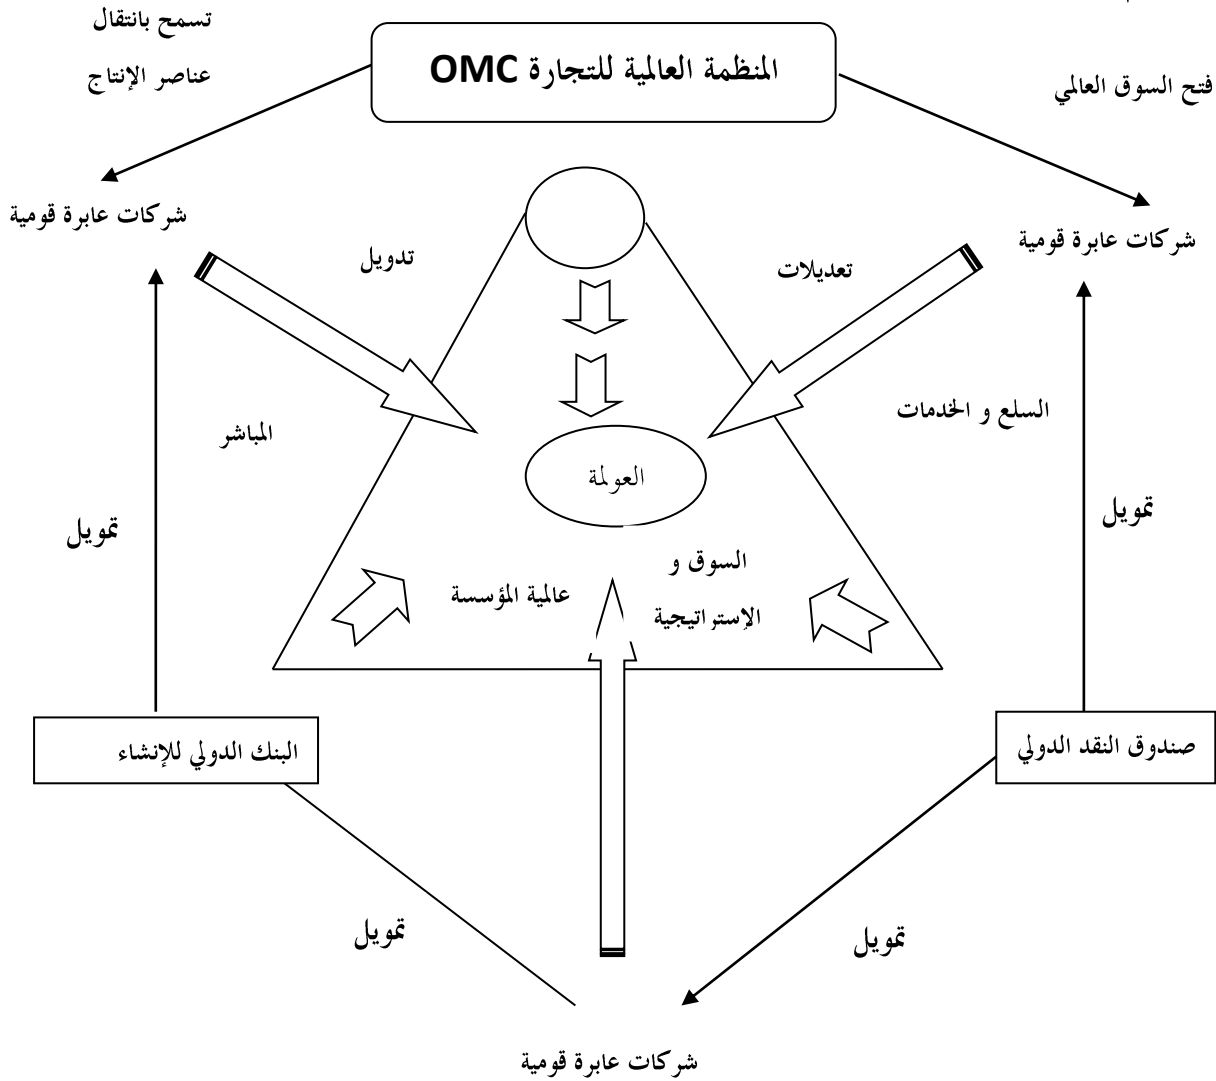 تسمح بانتقال
عناصر الإنتاج
المنظمة العالمية للتجارة OMC
فتح السوق العالمي
شركات عابرة قومية
شركات عابرة قومية
تدويل
تعديلات
المباشر
السلع و الخدمات
العولمة
تمويل
تمويل
السوق و
الإستراتيجية
عالمية المؤسسة
صندوق النقد الدولي
البنك الدولي للإنشاء
تمويل
تمويل
شركات عابرة قومية